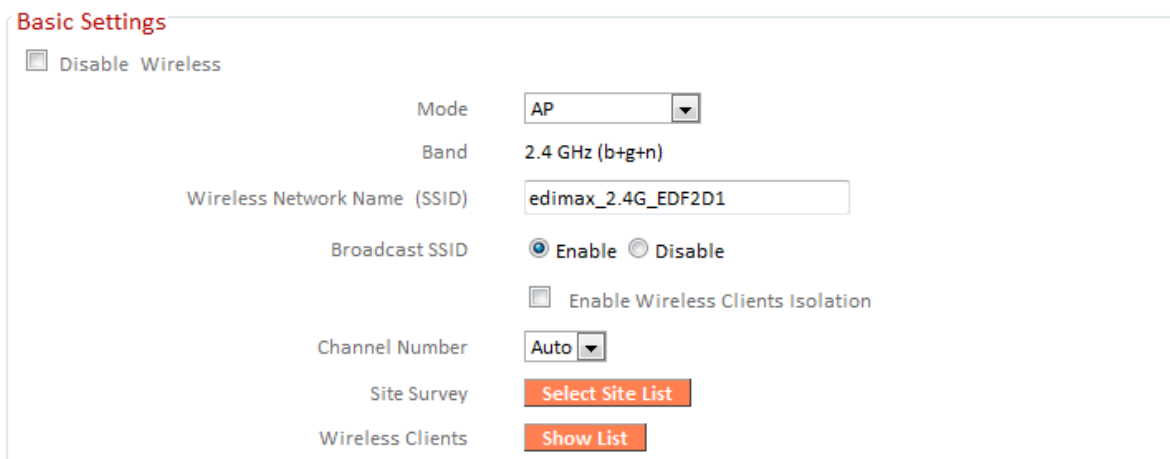 Basic Settings
Disable Wireless
Mode AP
Band 2.4 GHz (b+g+n)
Wireless Network Name (SSID) edimax_2.4G_EDF2D1
Broadcast SSID Enable Disable
Enable Wireless Clients Isolation
Channel Number Auto
Site Survey Select Site List
Wireless Clients Show List